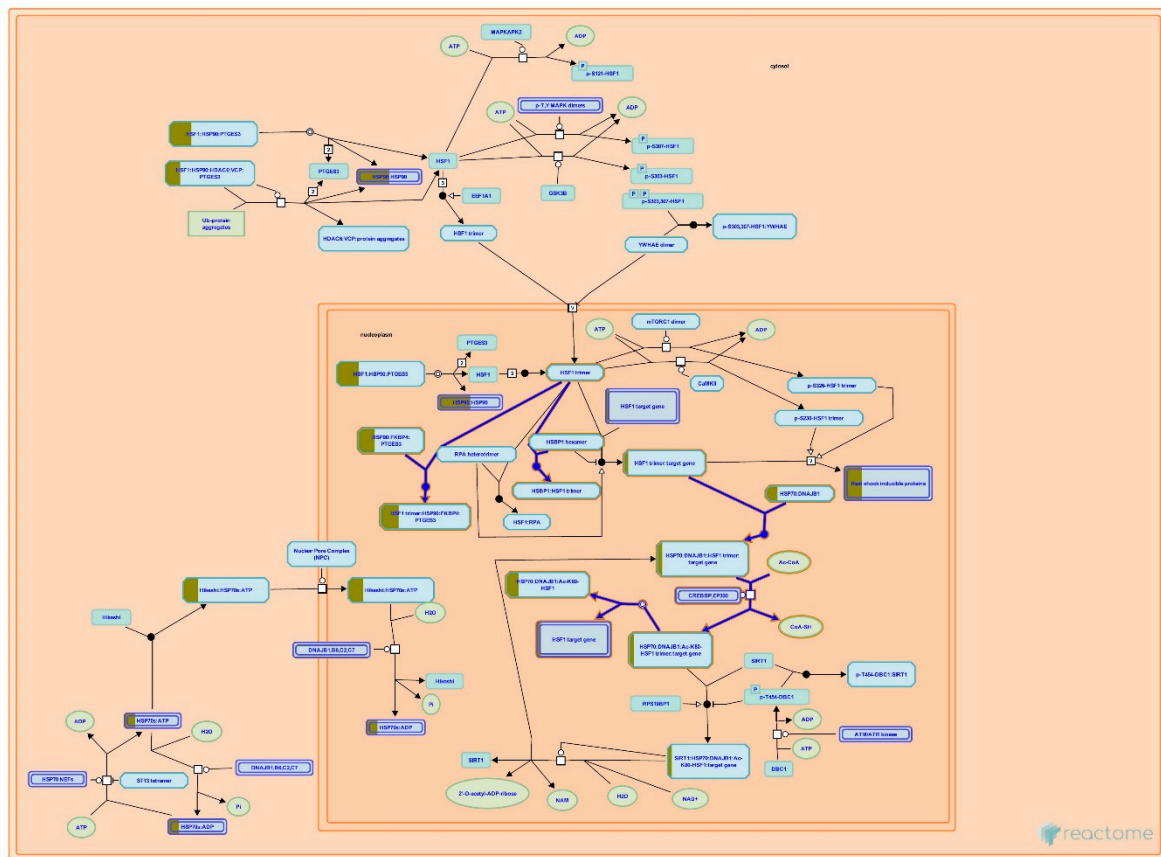 MAPKAPK2
ATP
ADP
p-S121-HSF1
P
cytosol
p-T,Y MAPK dimers
ATP
ADP
HSF1:HSP90:PTGES3
P
p-S307-HSF1
2
HSF1
HSF1:HSP90:HDAC6:VCP:
PTGES3
PTGES3
HSP90:HSP90
P
p-S303-HSF1
3
GSK3B
2
EEF1A1
P
P
p-S303,307-HSF1
Ub-protein
aggregates
HDAC6:VCP:protein aggregates
HSF1 trimer
p-S303,307-HSF1:YWHAE
YWHAE dimer
nucleoplasm
mTORC1 dimer
ATP
ADP
PTGES3
2
HSF1:HSP90:PTGES3
HSF1
3
HSF1 trimer
CaMKII
p-S326-HSF1 trimer
HSP90:HSP90
HSF1 target gene
p-S230-HSF1 trimer
HSP90:FKBP4:
PTGES3
RPA heterotrimer
HSBP1 hexamer
HSF1 trimer:target gene
?
Heat shock inducible proteins
HSBP1:HSF1 trimer
HSP70:DNAJB1
HSF1 trimer:HSP90:FKBP4:
PTGES3
HSF1:RPA
Nuclear Pore Complex
(NPC)
HSP70:DNAJB1:HSF1 trimer:
target gene
Ac-CoA
Hikeshi:HSP70s:ATP
Hikeshi:HSP70s:ATP
HSP70:DNAJB1:Ac-K80-
HSF1
CREBBP,EP300
Hikeshi
H2O
HSF1 target gene
CoA-SH
DNAJB1,B6,C2,C7
HSP70:DNAJB1:Ac-K80-
HSF1 trimer:target gene
SIRT1
p-T454-DBC1:SIRT1
Hikeshi
P
p-T454-DBC1
Pi
RPS19BP1
HSP70s:ATP
HSP70s:ADP
ADP
ADP
H2O
ATM/ATR kinase
ATP
SIRT1
SIRT1:HSP70:DNAJB1:Ac-
K80-HSF1:target gene
DBC1
HSP70 NEFs
ST13 tetramer
DNAJB1,B6,C2,C7
2'-O-acetyl-ADP-ribose
NAM
H2O
NAD+
Pi
ATP
HSP70s:ADP
reactome